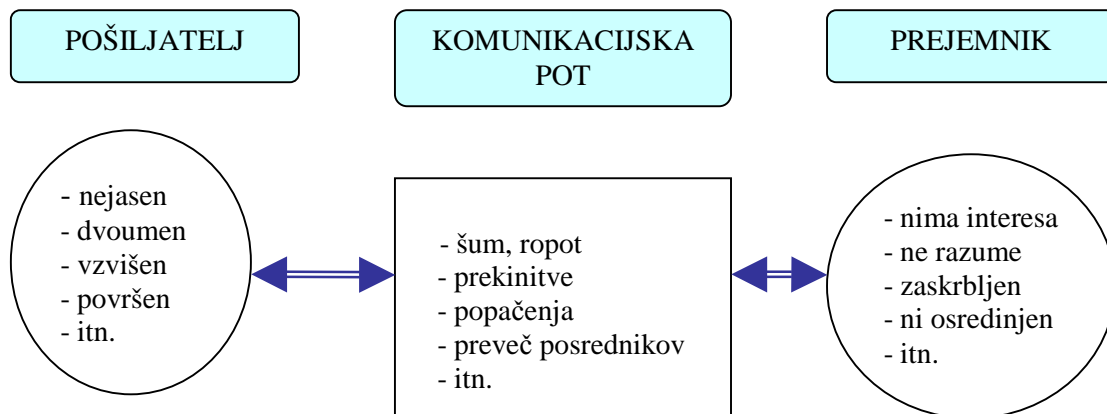 POŠILJATELJ
KOMUNIKACIJSKA
POT
PREJEMNIK
- nejasen
- dvoumen
- vzvišen
- površen
- itn.
- šum, ropot
- prekinitve
- popačenja
- preveč posrednikov
- itn.
- nima interesa
- ne razume
- zaskrbljen
- ni osredinjen
- itn.